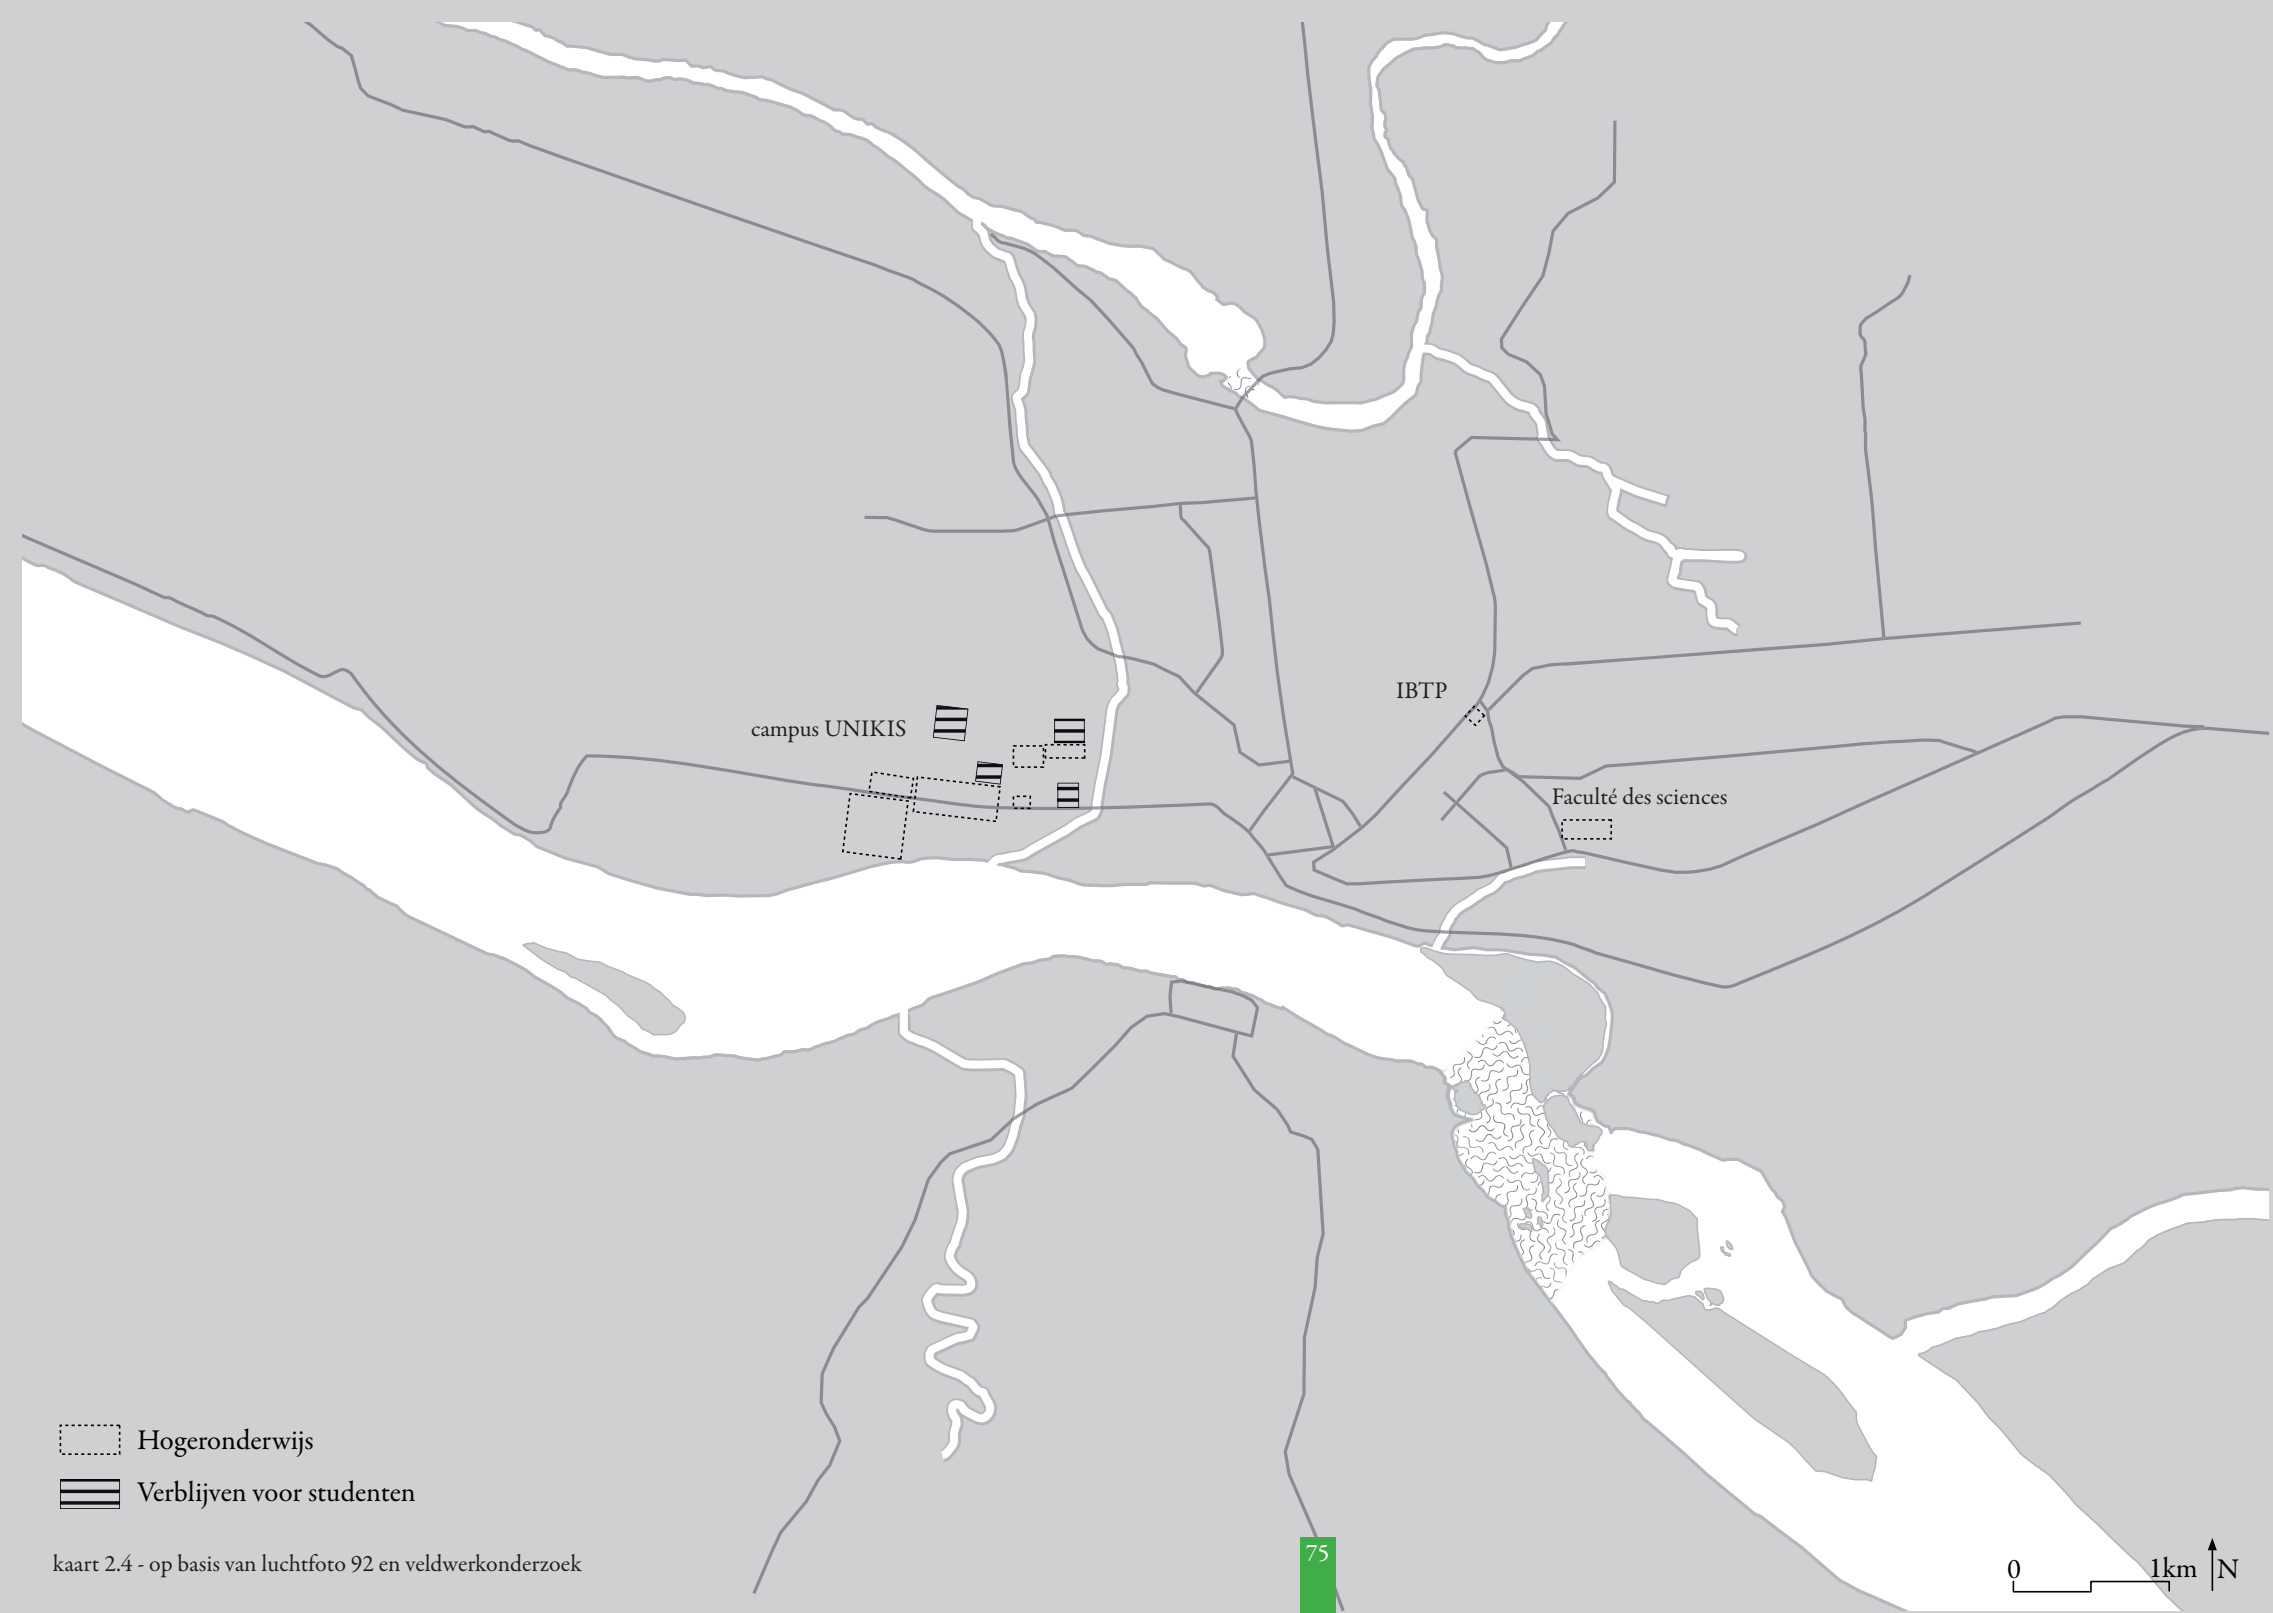 IBTP
campus UNIKIS
Faculté des sciences
Hogeronderwijs
Verblijven voor studenten
kaart 2.4 - op basis van luchtfoto 92 en veldwerkonderzoek
75
0 1km N